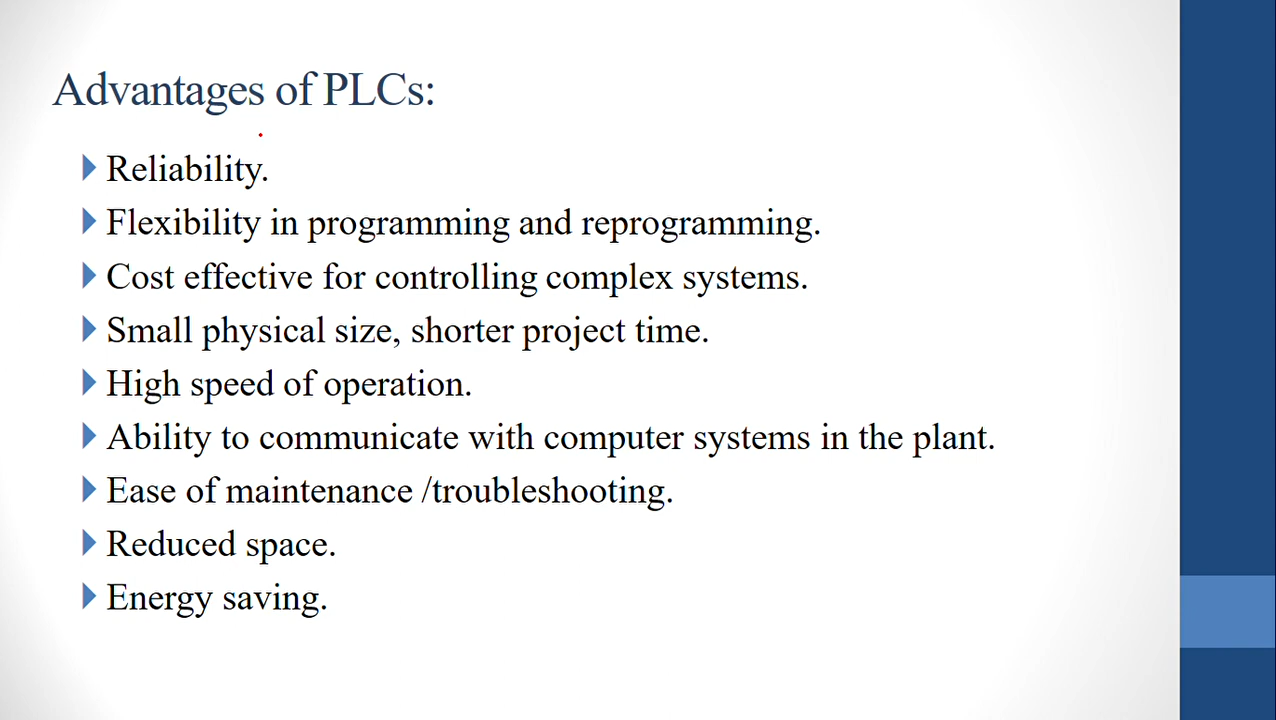 Advantages of PLCs:
Reliability.
Flexibility in programming and reprogramming.
Cost effective for controlling complex systems.
Small physical size, shorter project time.
High speed of operation.
Ability to communicate with computer systems in the plant.
Ease of maintenance /troubleshooting.
Reduced space.
Energy saving.